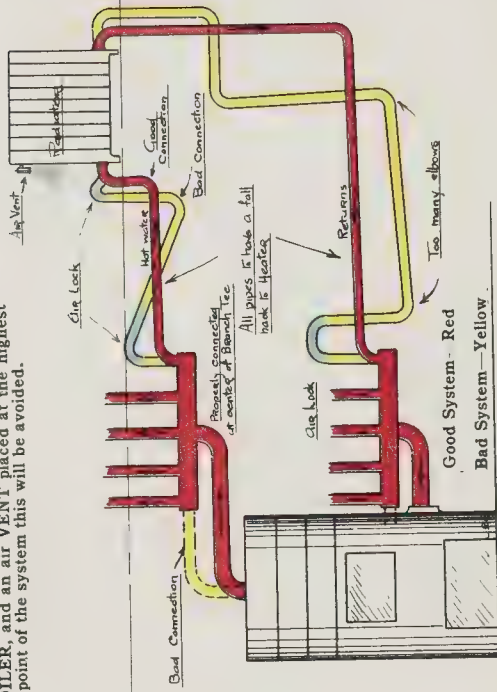 OILER, and an air VENT placed at the highest
point of the system this will be avoided.
Air Vent
Radiators
Air Lock
Good
Connection
Bad Connection
Hot water
All pipes to have a fall
back to Heater
Properly connected
at center of Branch Tee
Bad Connection
Returns
Too many elbows
Air Lock
Good System- Red
Bad System—Yellow